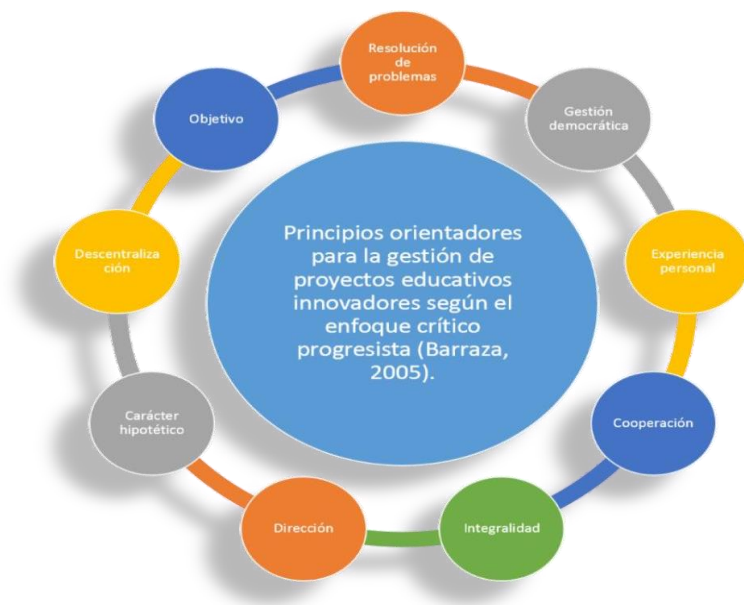 Resolución
de
problemas
Gestión
democrática
Experiencia
personal
Cooperación
Integralidad
Dirección
Carácter
hipotético
Descentraliza
ción
Objetivo
Principios orientadores
para la gestión de
proyectos educativos
innovadores según el
enfoque crítico
progresista (Barraza,
2005).